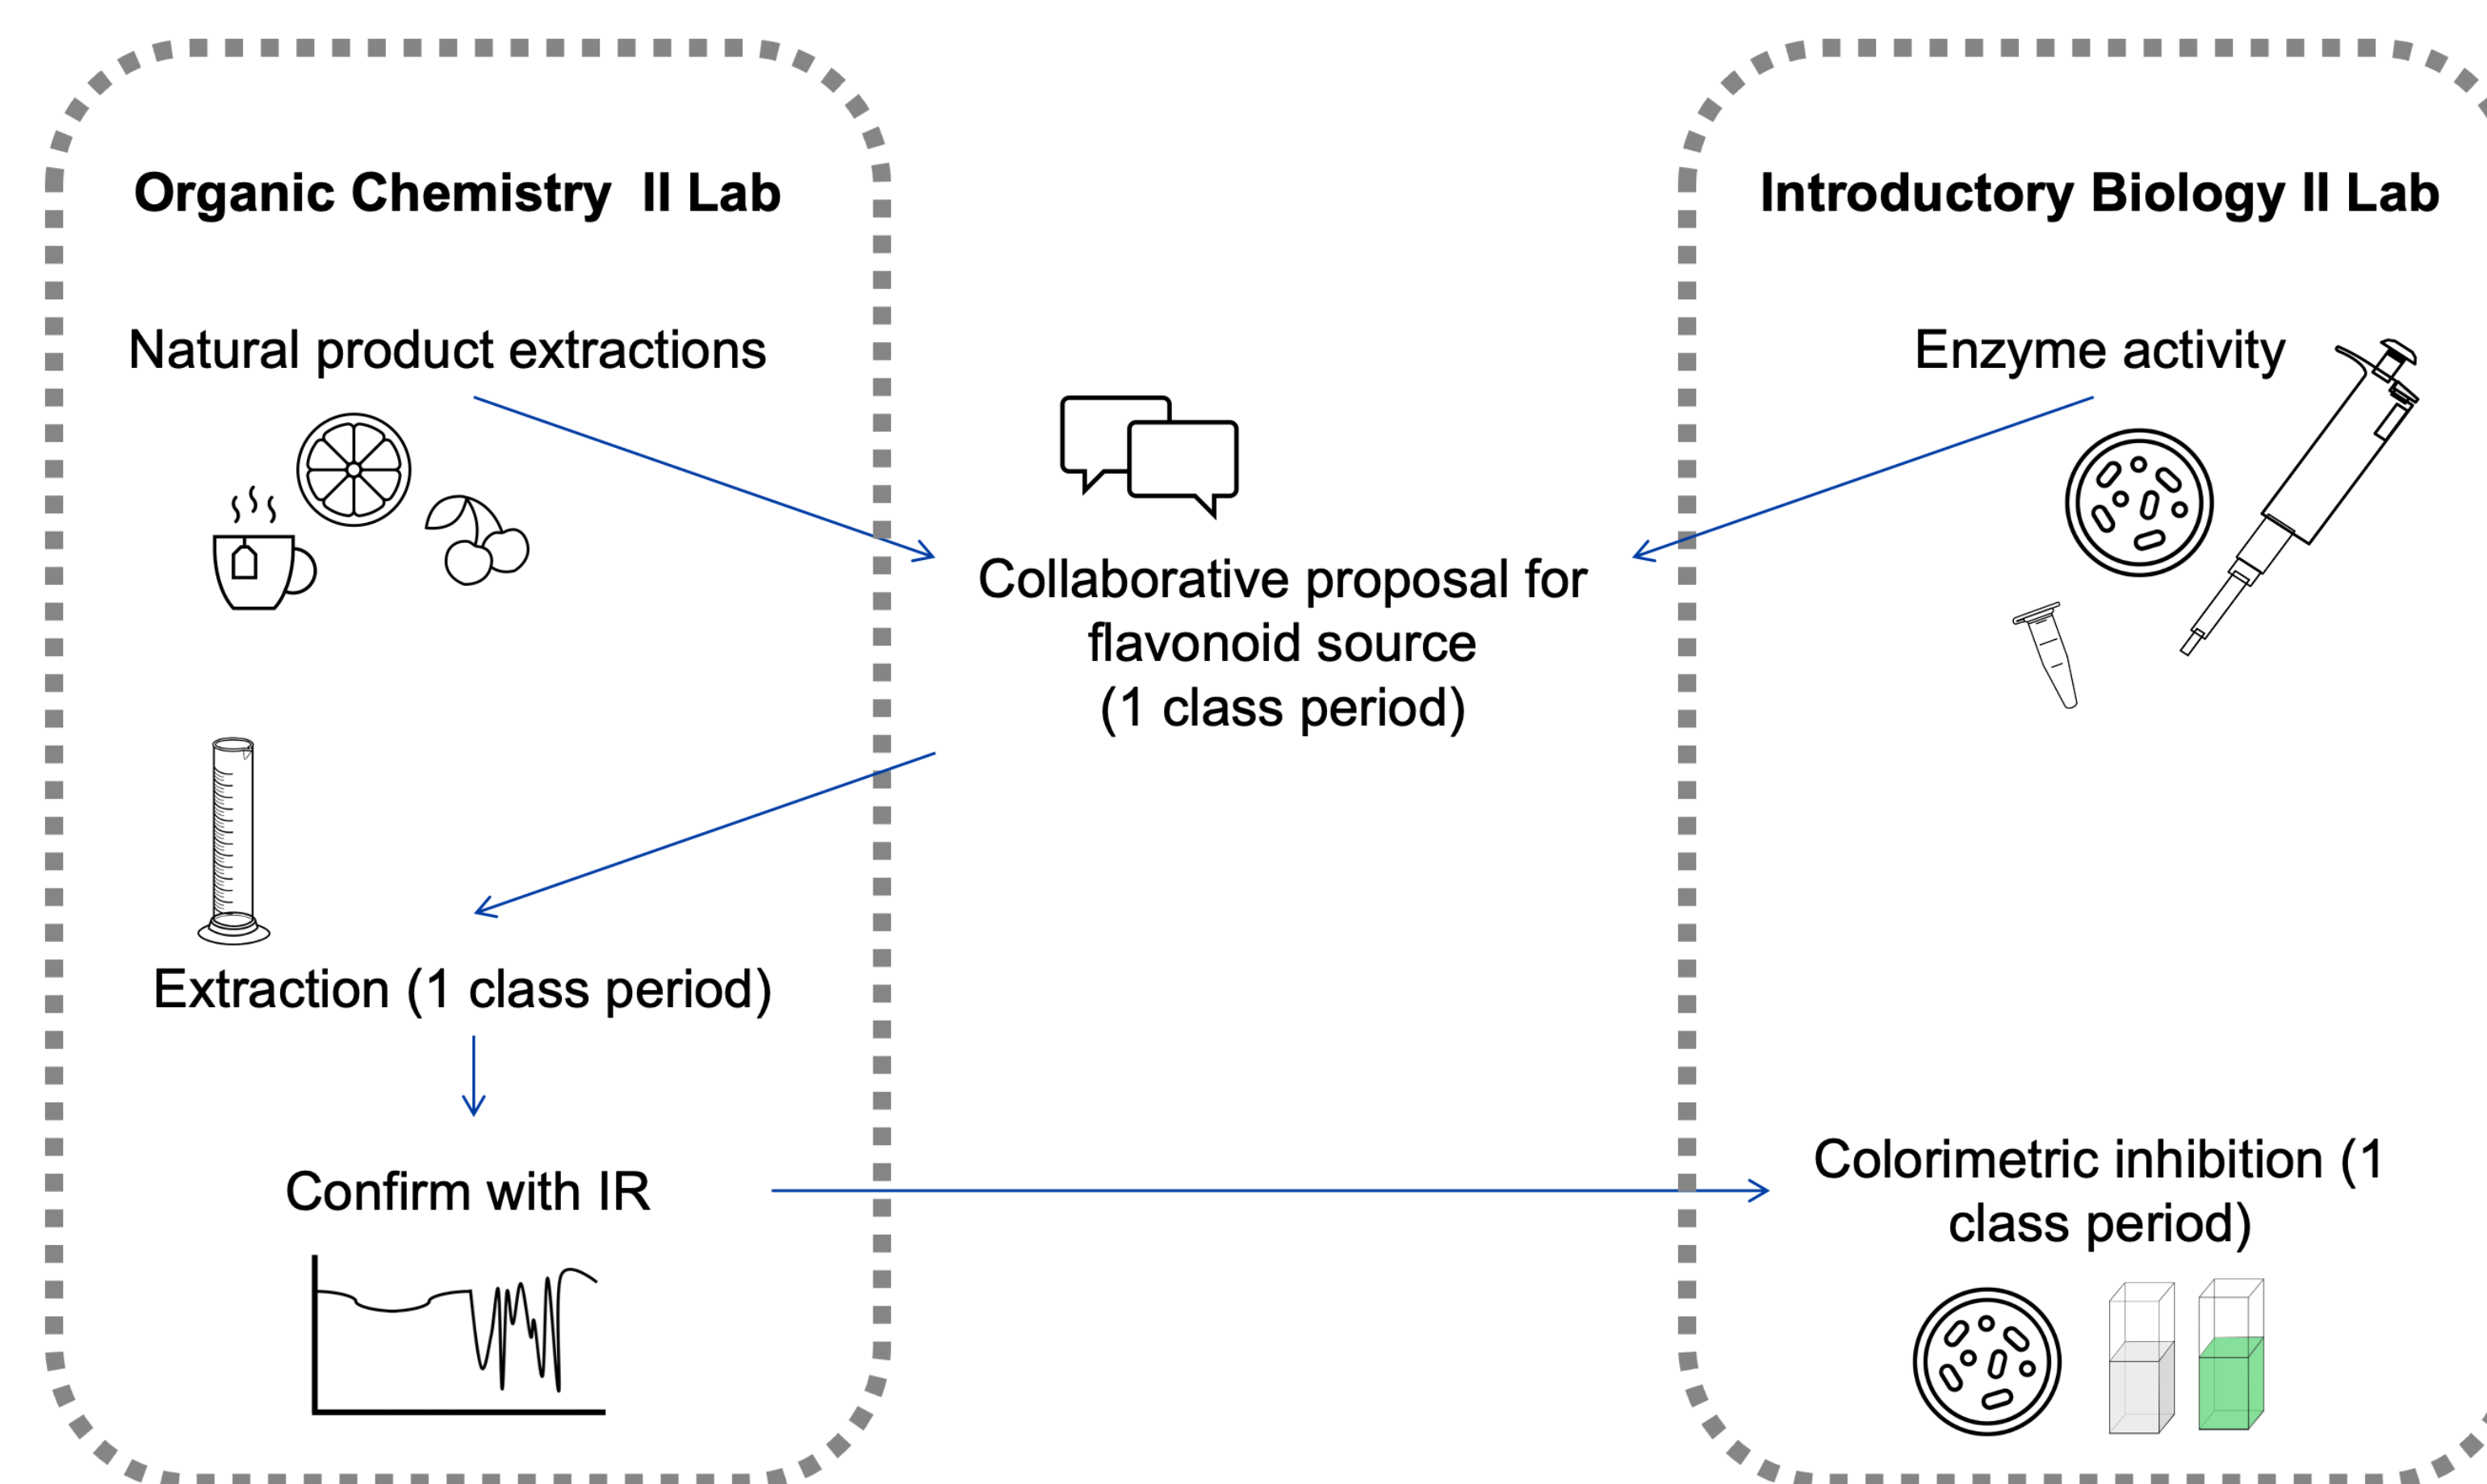 Organic Chemistry II Lab
Introductory Biology II Lab
Natural product extractions
Enzyme activity
Collaborative proposal for
flavonoid source
(1 class period)
Extraction (1 class period)
Confirm with IR
Colorimetric inhibition (1
class period)